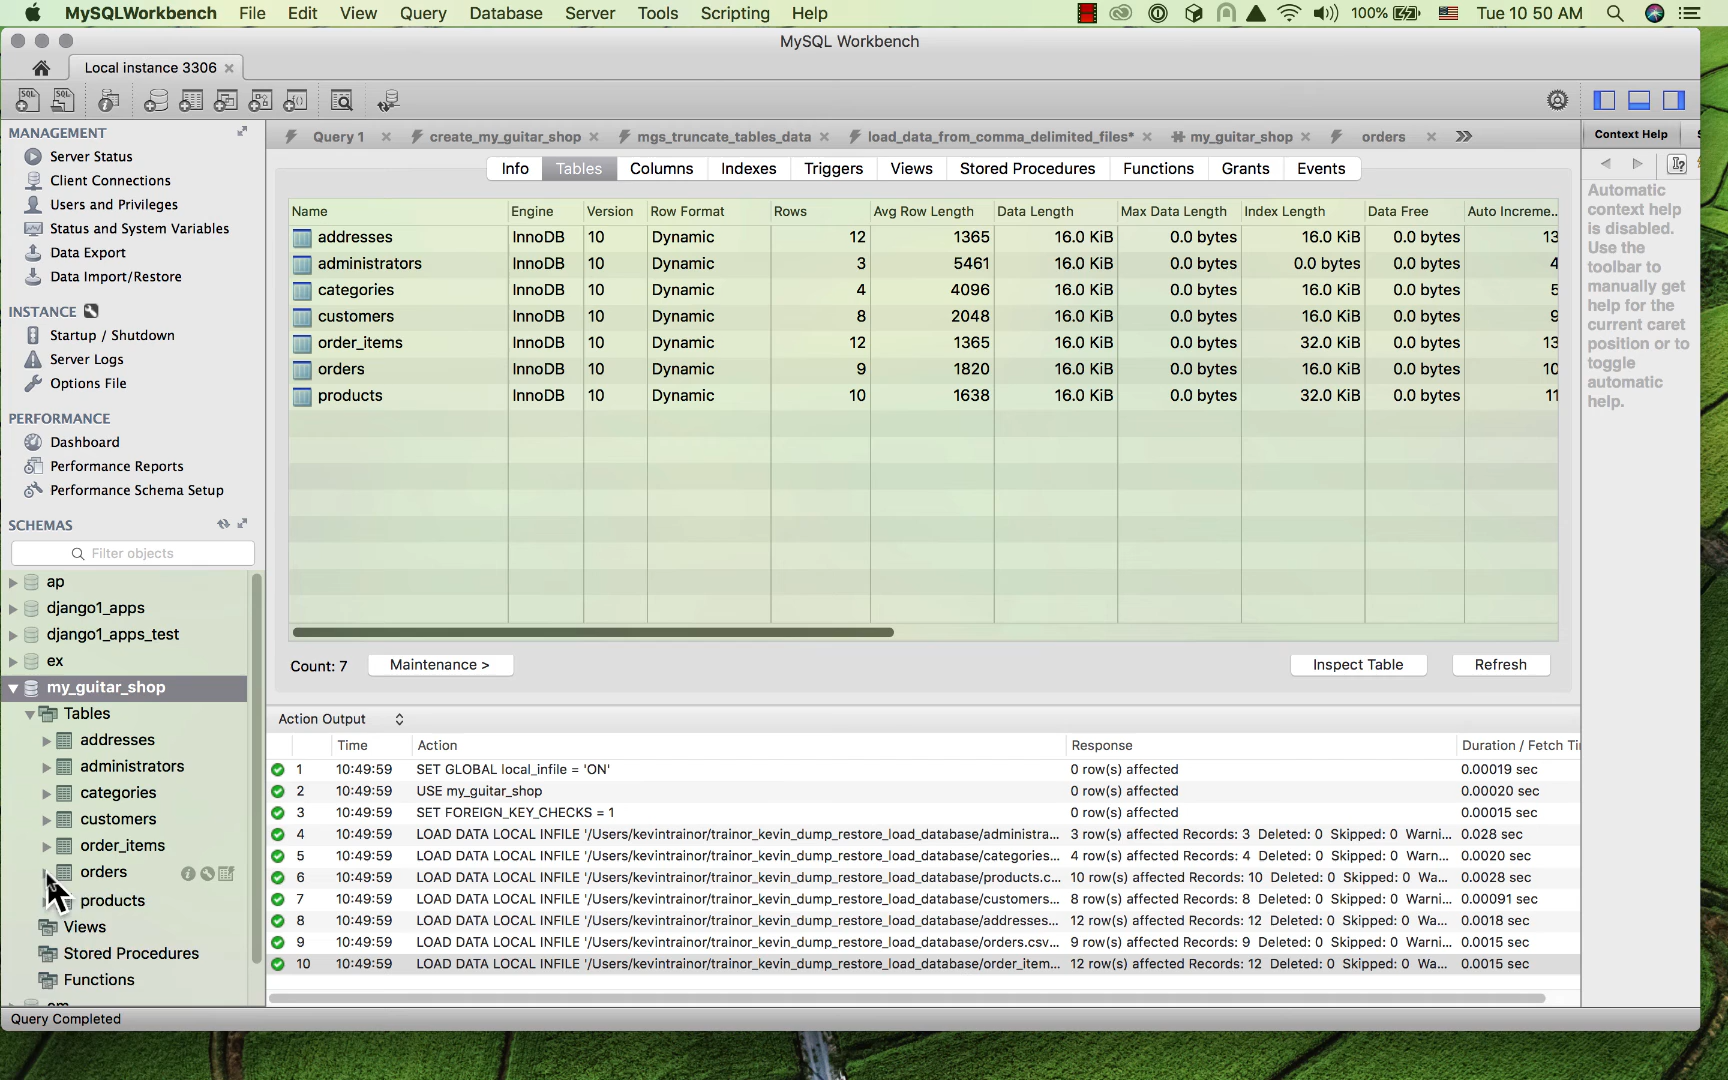 MySQLWorkbench File Edit View Query Database Server Tools Scripting Help 100% Tue 10 50 AM
MySQL Workbench
Local instance 3306
MANAGEMENT
Server Status
Client Connections
Users and Privileges
Status and System Variables
Data Export
Data Import/Restore
INSTANCE
Startup / Shutdown
Server Logs
Options File
PERFORMANCE
Dashboard
Performance Reports
Performance Schema Setup
SCHEMAS
Filter objects
ap
django1_apps
django1_apps_test
ex
my_guitar_shop
Tables
addresses
administrators
categories
customers
order_items
orders
products
Views
Stored Procedures
Functions
Query 1 create_my_guitar_shop mgs_truncate_tables_data load_data_from_comma_delimited_files* my_guitar_shop orders
Info Tables Columns Indexes Triggers Views Stored Procedures Functions Grants Events
Name Engine Version Row Format Rows Avg Row Length Data Length Max Data Length Index Length Data Free Auto Increme..
addresses InnoDB 10 Dynamic 12 1365 16.0 KiB 0.0 bytes 16.0 KiB 0.0 bytes 13
administrators InnoDB 10 Dynamic 3 5461 16.0 KiB 0.0 bytes 0.0 bytes 0.0 bytes 4
categories InnoDB 10 Dynamic 4 4096 16.0 KiB 0.0 bytes 16.0 KiB 0.0 bytes 5
customers InnoDB 10 Dynamic 8 2048 16.0 KiB 0.0 bytes 16.0 KiB 0.0 bytes 9
order_items InnoDB 10 Dynamic 12 1365 16.0 KiB 0.0 bytes 32.0 KiB 0.0 bytes 13
orders InnoDB 10 Dynamic 9 1820 16.0 KiB 0.0 bytes 16.0 KiB 0.0 bytes 10
products InnoDB 10 Dynamic 10 1638 16.0 KiB 0.0 bytes 32.0 KiB 0.0 bytes 11
Count: 7 Maintenance > Inspect Table Refresh
Action Output
Time Action Response Duration / Fetch Ti
1 10:49:59 SET GLOBAL local_infile = 'ON' 0 row(s) affected 0.00019 sec
2 10:49:59 USE my_guitar_shop 0 row(s) affected 0.00020 sec
3 10:49:59 SET FOREIGN_KEY_CHECKS = 1 0 row(s) affected 0.00015 sec
4 10:49:59 LOAD DATA LOCAL INFILE '/Users/kevintrainor/trainor_kevin_dump_restore_load_database/administra... 3 row(s) affected Records: 3 Deleted: 0 Skipped: 0 Warni... 0.028 sec
5 10:49:59 LOAD DATA LOCAL INFILE '/Users/kevintrainor/trainor_kevin_dump_restore_load_database/categories... 4 row(s) affected Records: 4 Deleted: 0 Skipped: 0 Warn... 0.0020 sec
6 10:49:59 LOAD DATA LOCAL INFILE '/Users/kevintrainor/trainor_kevin_dump_restore_load_database/products.c... 10 row(s) affected Records: 10 Deleted: 0 Skipped: 0 Wa... 0.0028 sec
7 10:49:59 LOAD DATA LOCAL INFILE '/Users/kevintrainor/trainor_kevin_dump_restore_load_database/customers... 8 row(s) affected Records: 8 Deleted: 0 Skipped: 0 Warn... 0.00091 sec
8 10:49:59 LOAD DATA LOCAL INFILE '/Users/kevintrainor/trainor_kevin_dump_restore_load_database/addresses... 12 row(s) affected Records: 12 Deleted: 0 Skipped: 0 Wa... 0.0018 sec
9 10:49:59 LOAD DATA LOCAL INFILE '/Users/kevintrainor/trainor_kevin_dump_restore_load_database/orders.csv... 9 row(s) affected Records: 9 Deleted: 0 Skipped: 0 Warni... 0.0015 sec
10 10:49:59 LOAD DATA LOCAL INFILE '/Users/kevintrainor/trainor_kevin_dump_restore_load_database/order_item... 12 row(s) affected Records: 12 Deleted: 0 Skipped: 0 Wa... 0.0015 sec
Context Help
Automatic
context help
is disabled.
Use the
toolbar to
manually get
help for the
current caret
position or to
toggle
automatic
help.
Query Completed